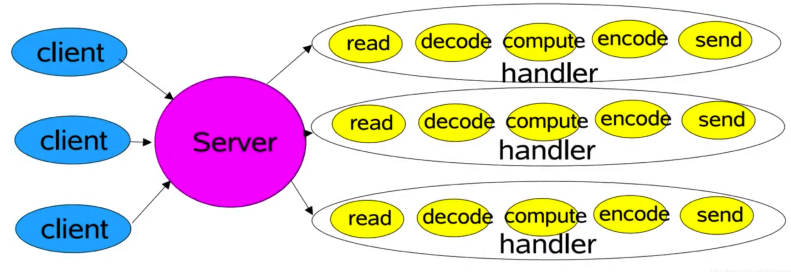 client
client
client
Server
read decode compute encode send
handler
read decode compute encode send
handler
read decode compute encode send
handler